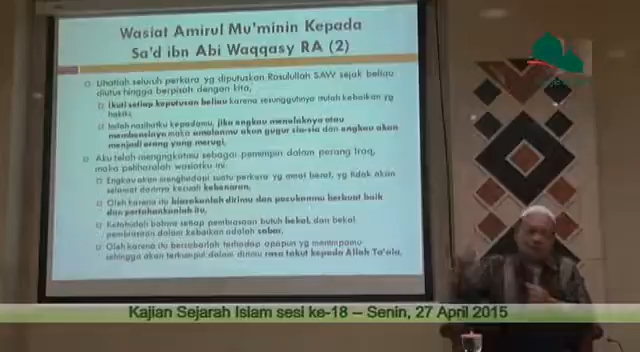 Wasiat Amirul Mu'minin Kepada
Sa'd ibn Abi Waqqasy RA (2)
Lihatlah seluruh perkara yg diputuskan Rasulullah SAW sejak beliau
diutus hingga berpisah dengan kita,
Ikuti setiap keputusan beliau karena sesungguhnya itulah kebaikan yg
hakiki.
Inilah nasihatku kepadamu, jika engkau menolaknya atau
membencinya maka amalanmu akan gugur sia-sia dan engkau akan
menjadi orang yang merugi.
Aku telah mengangkatmu sebagai pemimpin dalam perang Iraq,
maka peliharalah wasiatku ini.
Engkau akan menghadapi suatu perkara yg amat berat, yg tidak akan
selamat darinya kecuali kebenaran.
Oleh karena itu biasakanlah dirimu dan pasukanmu berbuat baik
dan pertahankanlah itu.
Ketahuilah bahwa setiap pembiasaan butuh bekal, dan bekal
pembiasaan dalam kebaikan adalah sabar.
Oleh karena itu bersabarlah terhadap apapun yg menimpamu
sehingga akan terkumpul dalam dirimu rasa takut kepada Allah Ta'ala.
Kajian Sejarah Islam sesi ke-18 – Senin, 27 April 2015